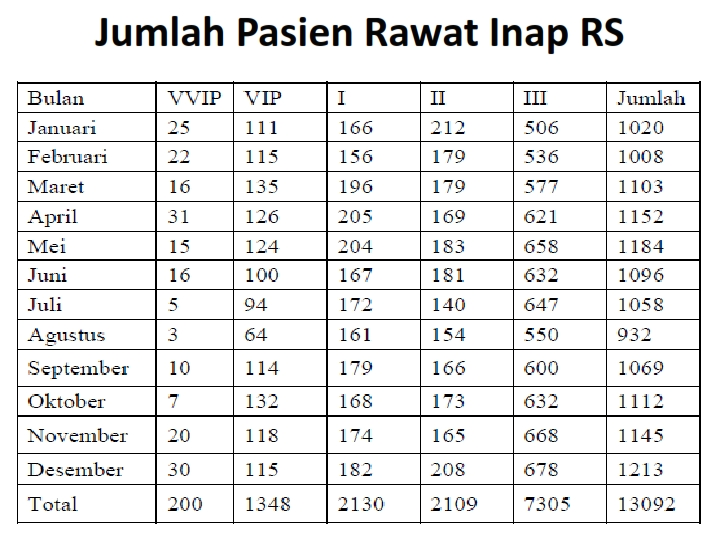 Jumlah Pasien Rawat Inap RS
Bulan VVIP VIP I II III Jumlah
Januari 25 111 166 212 506 1020
Februari 22 115 156 179 536 1008
Maret 16 135 196 179 577 1103
April 31 126 205 169 621 1152
Mei 15 124 204 183 658 1184
Juni 16 100 167 181 632 1096
Juli 5 94 172 140 647 1058
Agustus 3 64 161 154 550 932
September 10 114 179 166 600 1069
Oktober 7 132 168 173 632 1112
November 20 118 174 165 668 1145
Desember 30 115 182 208 678 1213
Total 200 1348 2130 2109 7305 13092